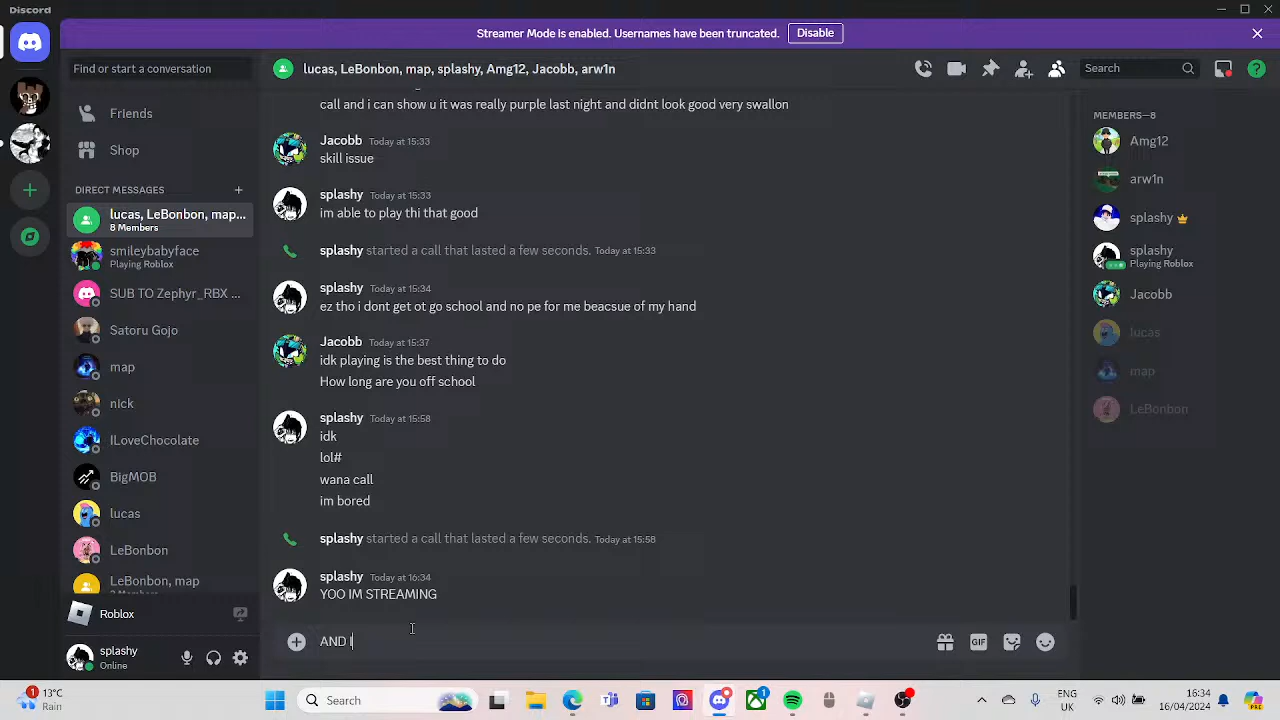 Discord
Streamer Mode is enabled. Usernames have been truncated.
Disable
Find or start a conversation
lucas, LeBonbon, map, splashy, Amg12, Jacobb, arw1n
Search
Friends
Shop
DIRECT MESSAGES
lucas, LeBonbon, map...
8 Members
smileybabyface
Playing Roblox
SUB TO Zephyr_RBX ...
Satoru Gojo
map
nIck
ILoveChocolate
BigMOB
lucas
LeBonbon
LeBonbon, map
Roblox
splashy
Online
call and i can show u it was really purple last night and didnt look good very swallon
Jacobb Today at 15:33
skill issue
splashy Today at 15:33
im able to play thi that good
splashy started a call that lasted a few seconds. Today at 15:33
splashy Today at 15:34
ez tho i dont get ot go school and no pe for me beacsue of my hand
Jacobb Today at 15:37
idk playing is the best thing to do
How long are you off school
splashy Today at 15:58
idk
lol#
wana call
im bored
splashy started a call that lasted a few seconds. Today at 15:58
splashy Today at 16:34
YOO IM STREAMING
AND I
GIF
MEMBERS—8
Amg12
arw1n
splashy
splashy
Playing Roblox
Jacobb
lucas
map
LeBonbon
1
13°C
Rain
Search
1
ENG
UK
16:34
16/04/2024
PRE